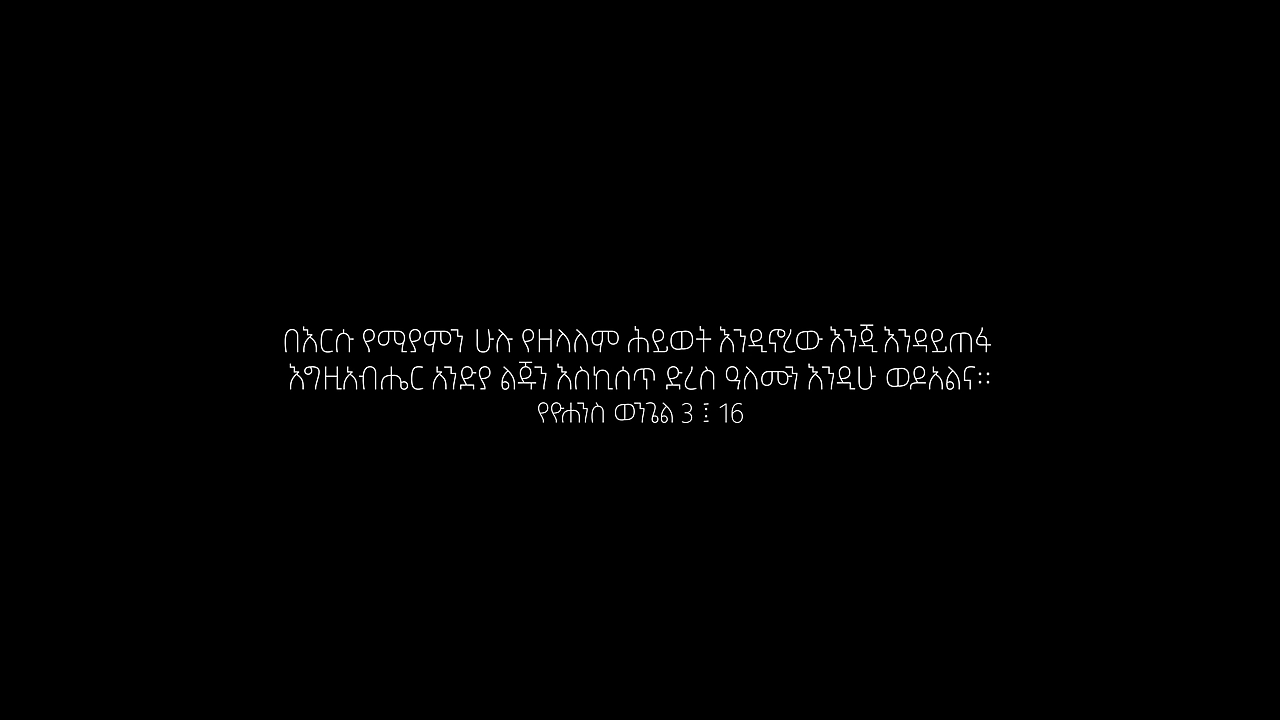 በእርሱ የሚያምን ሁሉ የዘላለም ሕይወት እንዲኖረው እንጂ እንዳይጠፋ
እግዚአብሔር አንድያ ልጁን እስኪሰጥ ድረስ ዓለሙን እንዲሁ ወዶአልና፡፡
የዮሐንስ ወንጌል 3 ፤ 16